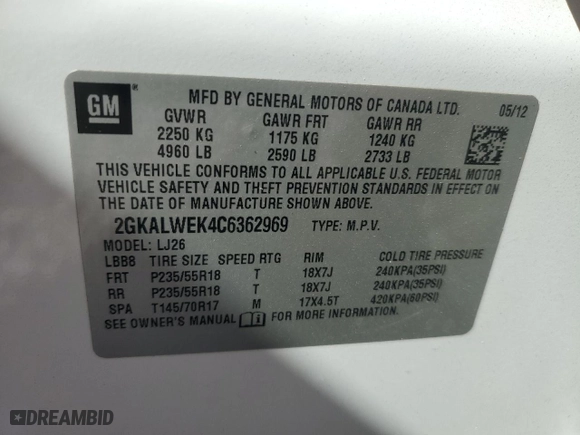 GM
MFD BY GENERAL MOTORS OF CANADA LTD. 05/12
GVWR GAWR FRT GAWR RR
2250 KG 1175 KG 1240 KG
4960 LB 2590 LB 2733 LB
THIS VEHICLE CONFORMS TO ALL APPLICABLE U.S. FEDERAL MOTOR
VEHICLE SAFETY AND THEFT PREVENTION STANDARDS IN EFFECT ON
THE DATE OF MANUFACTURE SHOWN ABOVE.
2GKALWEK4C6362969 TYPE: M.P.V.
MODEL: LJ26
LBB8 TIRE SIZE SPEED RTG RIM COLD TIRE PRESSURE
FRT P235/55R18 T 18X7J 240KPA(35PSI)
RR P235/55R18 T 18X7J 240KPA(35PSI)
SPA T145/70R17 M 17X4.5T 420KPA(60PSI)
SEE OWNER'S MANUAL FOR MORE INFORMATION.
DREAMBID